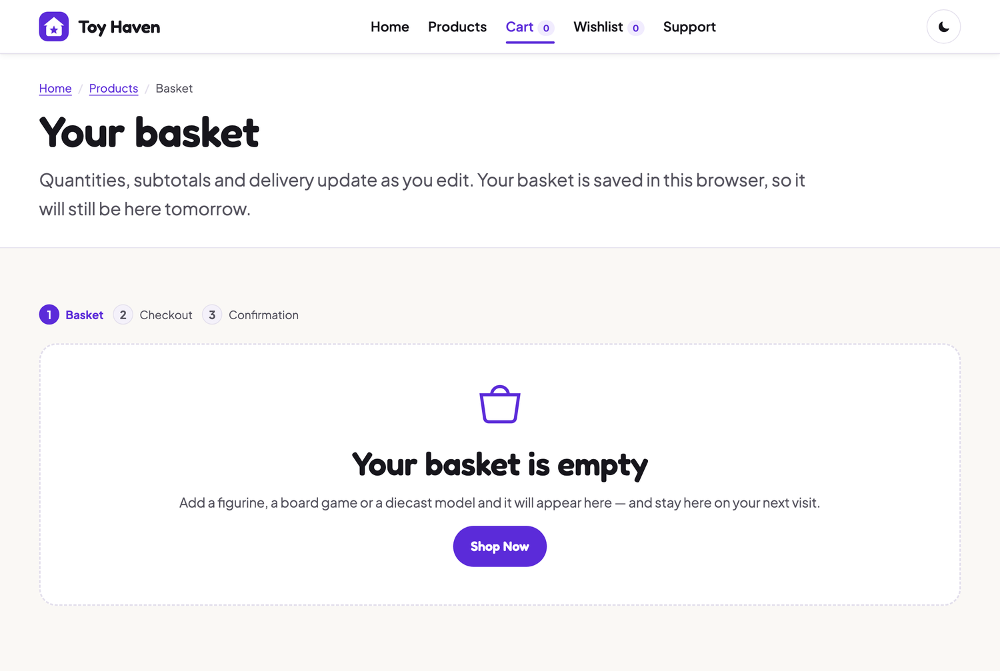 Toy Haven
Home Products Cart 0 Wishlist 0 Support
Home / Products / Basket
Your basket
Quantities, subtotals and delivery update as you edit. Your basket is saved in this browser, so it
will still be here tomorrow.
1 Basket 2 Checkout 3 Confirmation
Your basket is empty
Add a figurine, a board game or a diecast model and it will appear here — and stay here on your next visit.
Shop Now